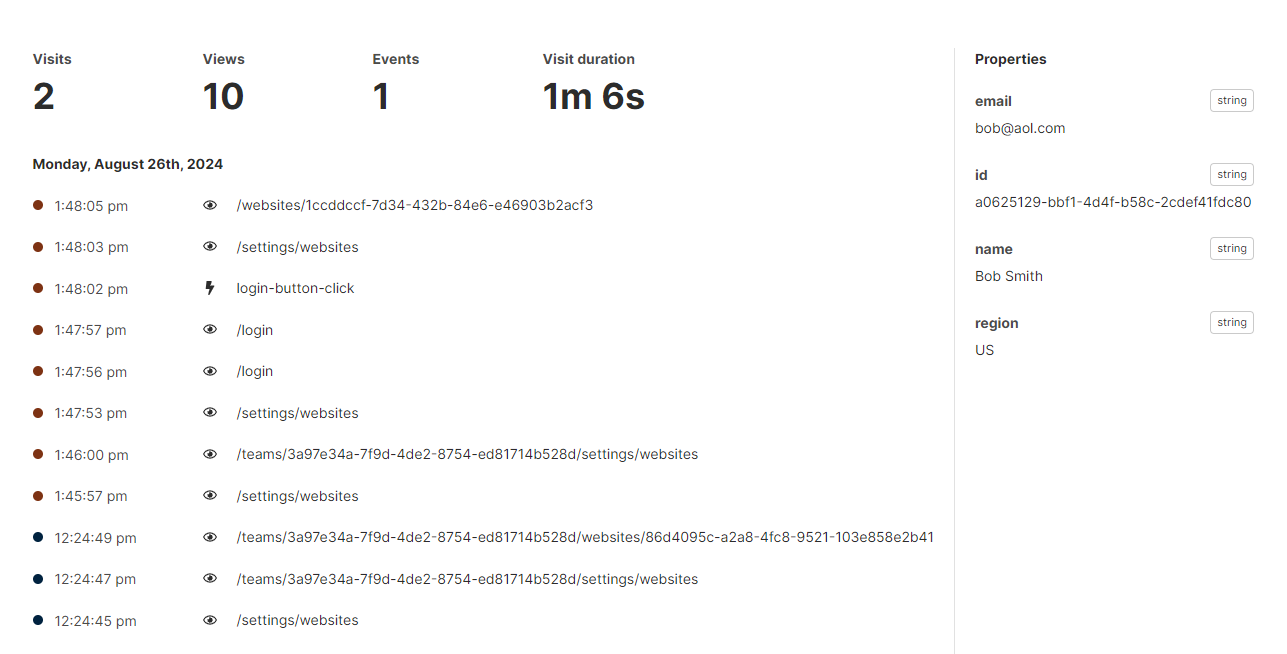 Visits Views Events Visit duration
2 10 1 1m 6s
Monday, August 26th, 2024
1:48:05 pm /websites/1ccddccf-7d34-432b-84e6-e46903b2acf3
1:48:03 pm /settings/websites
1:48:02 pm login-button-click
1:47:57 pm /login
1:47:56 pm /login
1:47:53 pm /settings/websites
1:46:00 pm /teams/3a97e34a-7f9d-4de2-8754-ed81714b528d/settings/websites
1:45:57 pm /settings/websites
12:24:49 pm /teams/3a97e34a-7f9d-4de2-8754-ed81714b528d/websites/86d4095c-a2a8-4fc8-9521-103e858e2b41
12:24:47 pm /teams/3a97e34a-7f9d-4de2-8754-ed81714b528d/settings/websites
12:24:45 pm /settings/websites
Properties
email string
bob@aol.com
id string
a0625129-bbf1-4d4f-b58c-2cdef41fdc80
name string
Bob Smith
region string
US